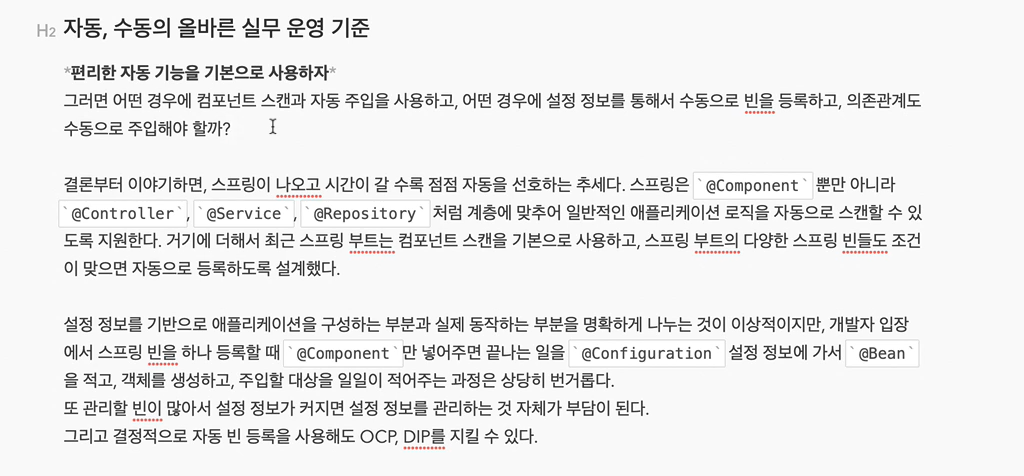 H2 자동, 수동의 올바른 실무 운영 기준
*편리한 자동 기능을 기본으로 사용하자*
그러면 어떤 경우에 컴포넌트 스캔과 자동 주입을 사용하고, 어떤 경우에 설정 정보를 통해서 수동으로 빈을 등록하고, 의존관계도
수동으로 주입해야 할까?
결론부터 이야기하면, 스프링이 나오고 시간이 갈 수록 점점 자동을 선호하는 추세다. 스프링은 `@Component` 뿐만 아니라
`@Controller`, `@Service`, `@Repository` 처럼 계층에 맞추어 일반적인 애플리케이션 로직을 자동으로 스캔할 수 있
도록 지원한다. 거기에 더해서 최근 스프링 부트는 컴포넌트 스캔을 기본으로 사용하고, 스프링 부트의 다양한 스프링 빈들도 조건
이 맞으면 자동으로 등록하도록 설계했다.
설정 정보를 기반으로 애플리케이션을 구성하는 부분과 실제 동작하는 부분을 명확하게 나누는 것이 이상적이지만, 개발자 입장
에서 스프링 빈을 하나 등록할 때 `@Component`만 넣어주면 끝나는 일을 `@Configuration` 설정 정보에 가서 `@Bean`
을 적고, 객체를 생성하고, 주입할 대상을 일일이 적어주는 과정은 상당히 번거롭다.
또 관리할 빈이 많아서 설정 정보가 커지면 설정 정보를 관리하는 것 자체가 부담이 된다.
그리고 결정적으로 자동 빈 등록을 사용해도 OCP, DIP를 지킬 수 있다.